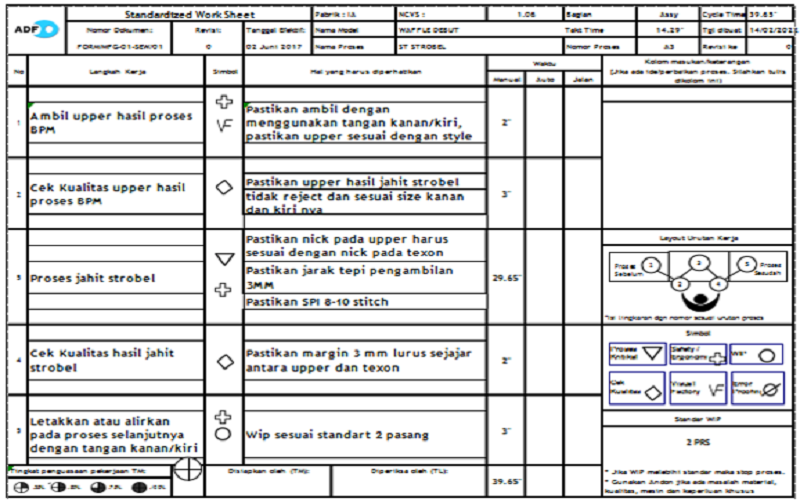 Standardized Work Sheet
Pabrik : IA
NCVS :
1.06
Bagian
Assy
Cycle Time
39.65"
ADF
Nomor Dokumen:
Revisi:
Tanggal Efektif:
Nama Model
WAFFLE DEBUT
Takt Time
14.29"
Tgl dibuat
FORM/MFG-01-SEW/01
0
02 Juni 2017
Nama Proses
ST STROBEL
Nomor Proses
A3
Revisi ke
0
No
Langkah Kerja
Simbol
Hal yang harus diperhatikan
Waktu
Manual
Auto
Jalan
Kolom masukan/keterangan
(Jika ada ide/perbaikan proses. Silahkan tulis dikolom ini)
1
Ambil upper hasil proses BPM
VF
Pastikan ambil dengan
menggunakan tangan kanan/kiri,
pastikan upper sesuai dengan style
2"
2
Cek Kualitas upper hasil
proses BPM
Pastikan upper hasil jahit strobel
tidak reject dan sesuai size kanan
dan kiri nya
3"
3
Proses jahit strobel
Pastikan nick pada upper harus
sesuai dengan nick pada texon
Pastikan jarak tepi pengambilan
3MM
Pastikan SPI 8-10 stitch
29.65"
Layout Urutan Kerja
Proses Sebelum
1
2
3
4
5
Proses Sesudah
*Isi lingkaran dgn nomor sesuai urutan proses
4
Cek Kualitas hasil jahit
strobel
Pastikan margin 3 mm lurus sejajar
antara upper dan texon
2"
Simbol
Proses Kritikal
Safety / Ergonomi
WIP
Cek Kualitas
Visual Factory
VF
Error Proofing
5
Letakkan atau alirkan
pada proses selanjutnya
dengan tangan kanan/kiri
Wip sesuai standart 2 pasang
3"
Standar WIP
2 PRS
Tingkat penguasaan pekerjaan TM:
Disiapkan oleh (TM):
Diperiksa oleh (TL):
39.65"
* Jika WIP melebihi standar maka stop proses.
* Gunakan Andon jika ada masalah material,
kualitas, mesin dan keperluan khusus